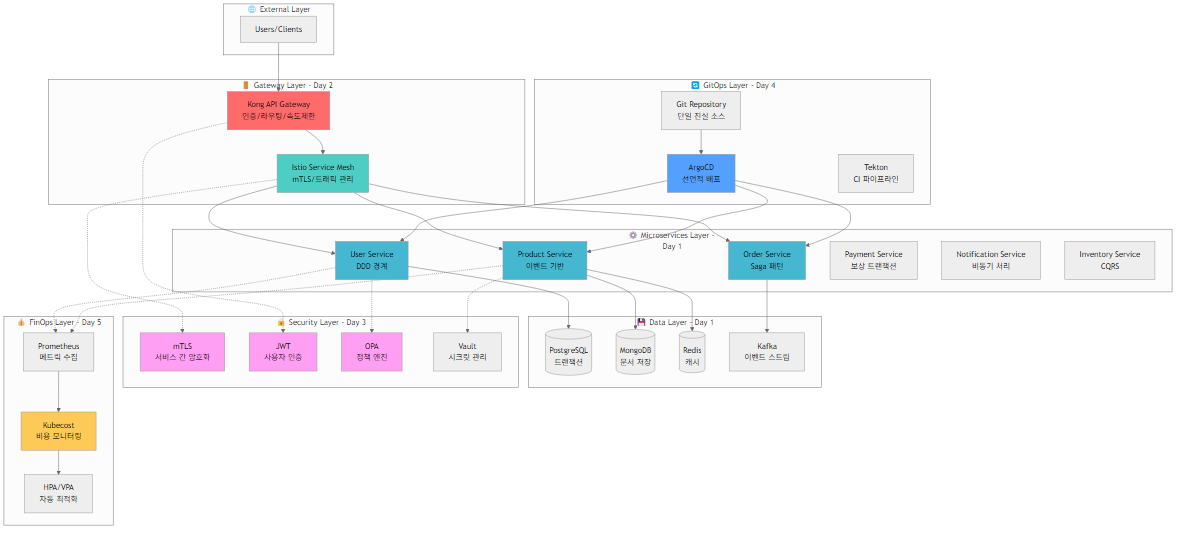 🌐 External Layer
Users/Clients
🚪 Gateway Layer - Day 2
Kong API Gateway
인증/라우팅/속도제한
Istio Service Mesh
mTLS/트래픽 관리
🔄 GitOps Layer - Day 4
Git Repository
단일 진실 소스
ArgoCD
선언적 배포
Tekton
CI 파이프라인
⚙️ Microservices Layer -
Day 1
User Service
DDD 경계
Product Service
이벤트 기반
Order Service
Saga 패턴
Payment Service
보상 트랜잭션
Notification Service
비동기 처리
Inventory Service
CQRS
💰 FinOps Layer - Day 5
Prometheus
메트릭 수집
Kubecost
비용 모니터링
HPA/VPA
자동 최적화
🔒 Security Layer - Day 3
mTLS
서비스 간 암호화
JWT
사용자 인증
OPA
정책 엔진
Vault
시크릿 관리
💾 Data Layer - Day 1
PostgreSQL
트랜잭션
MongoDB
문서 저장
Redis
캐시
Kafka
이벤트 스트림